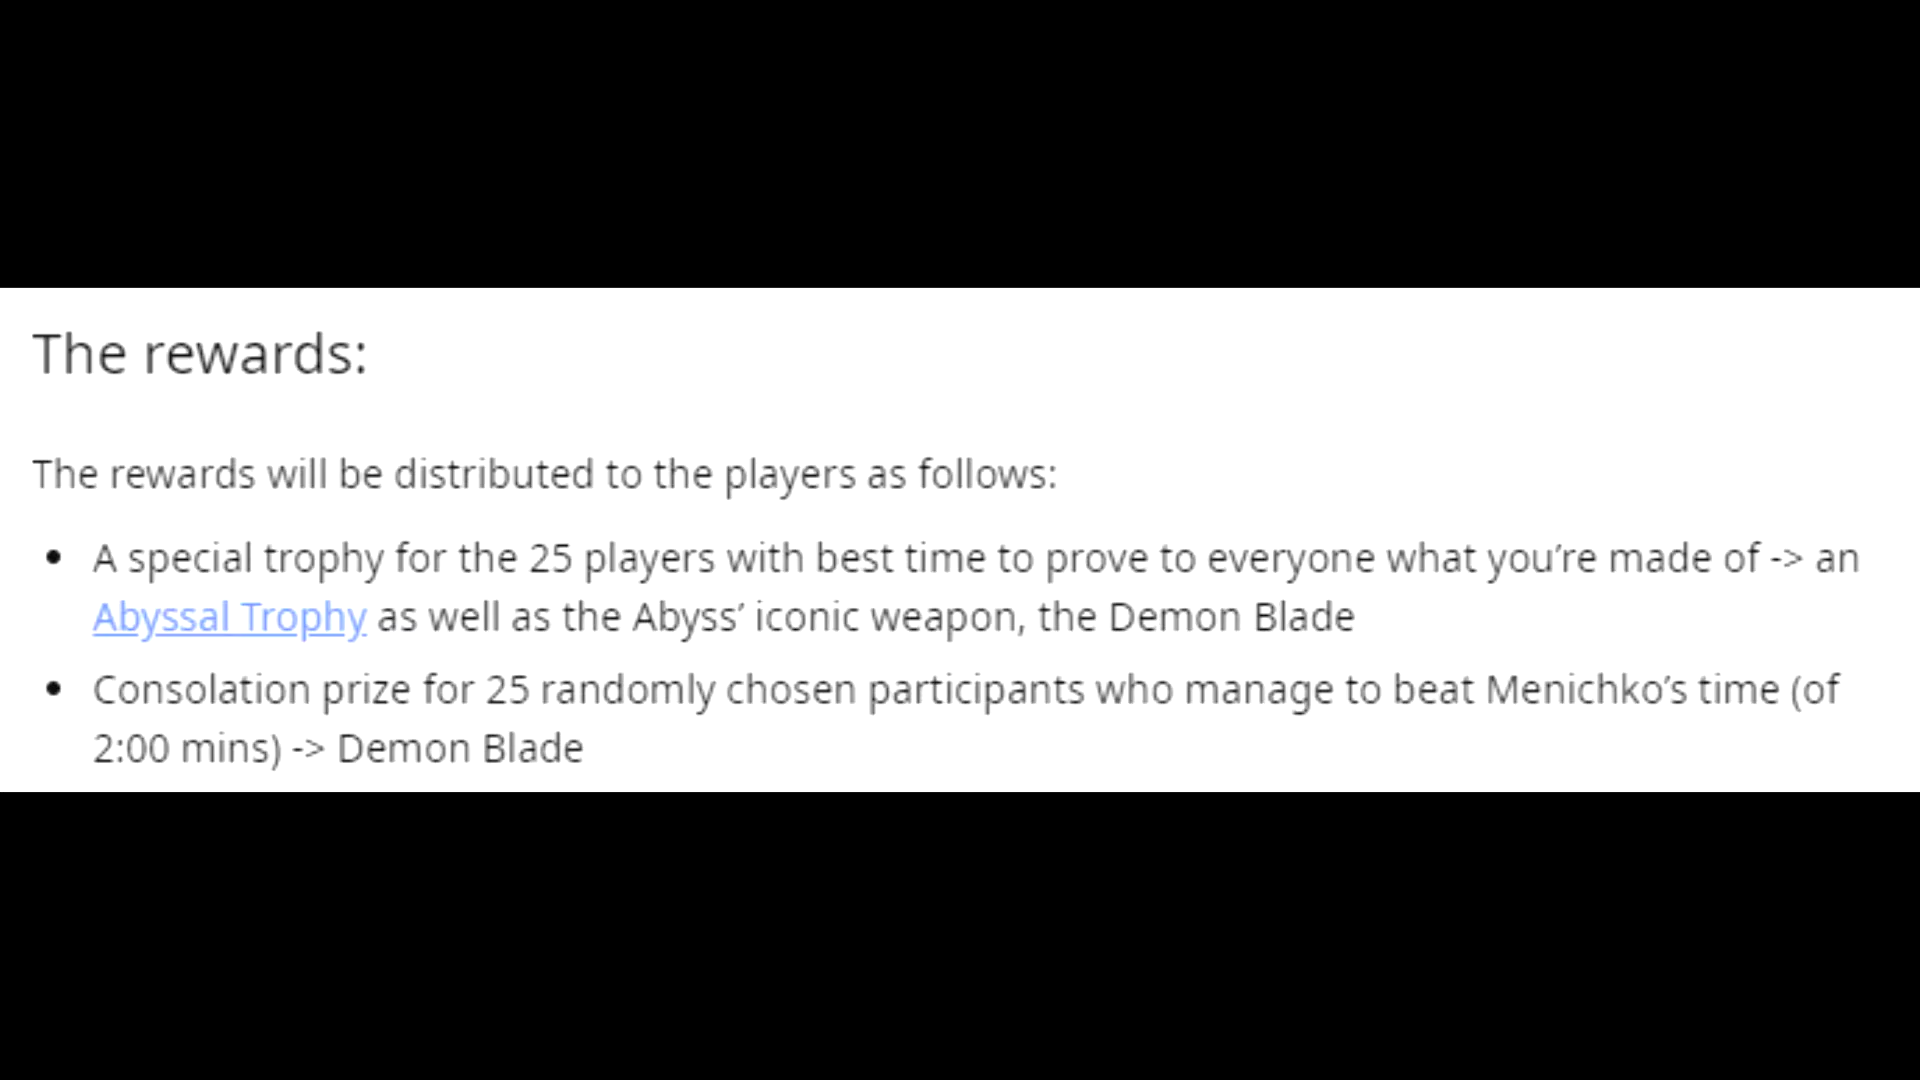 The rewards:
The rewards will be distributed to the players as follows:
• A special trophy for the 25 players with best time to prove to everyone what you’re made of -> an
Abyssal Trophy as well as the Abyss’ iconic weapon, the Demon Blade
• Consolation prize for 25 randomly chosen participants who manage to beat Menichko’s time (of
2:00 mins) -> Demon Blade